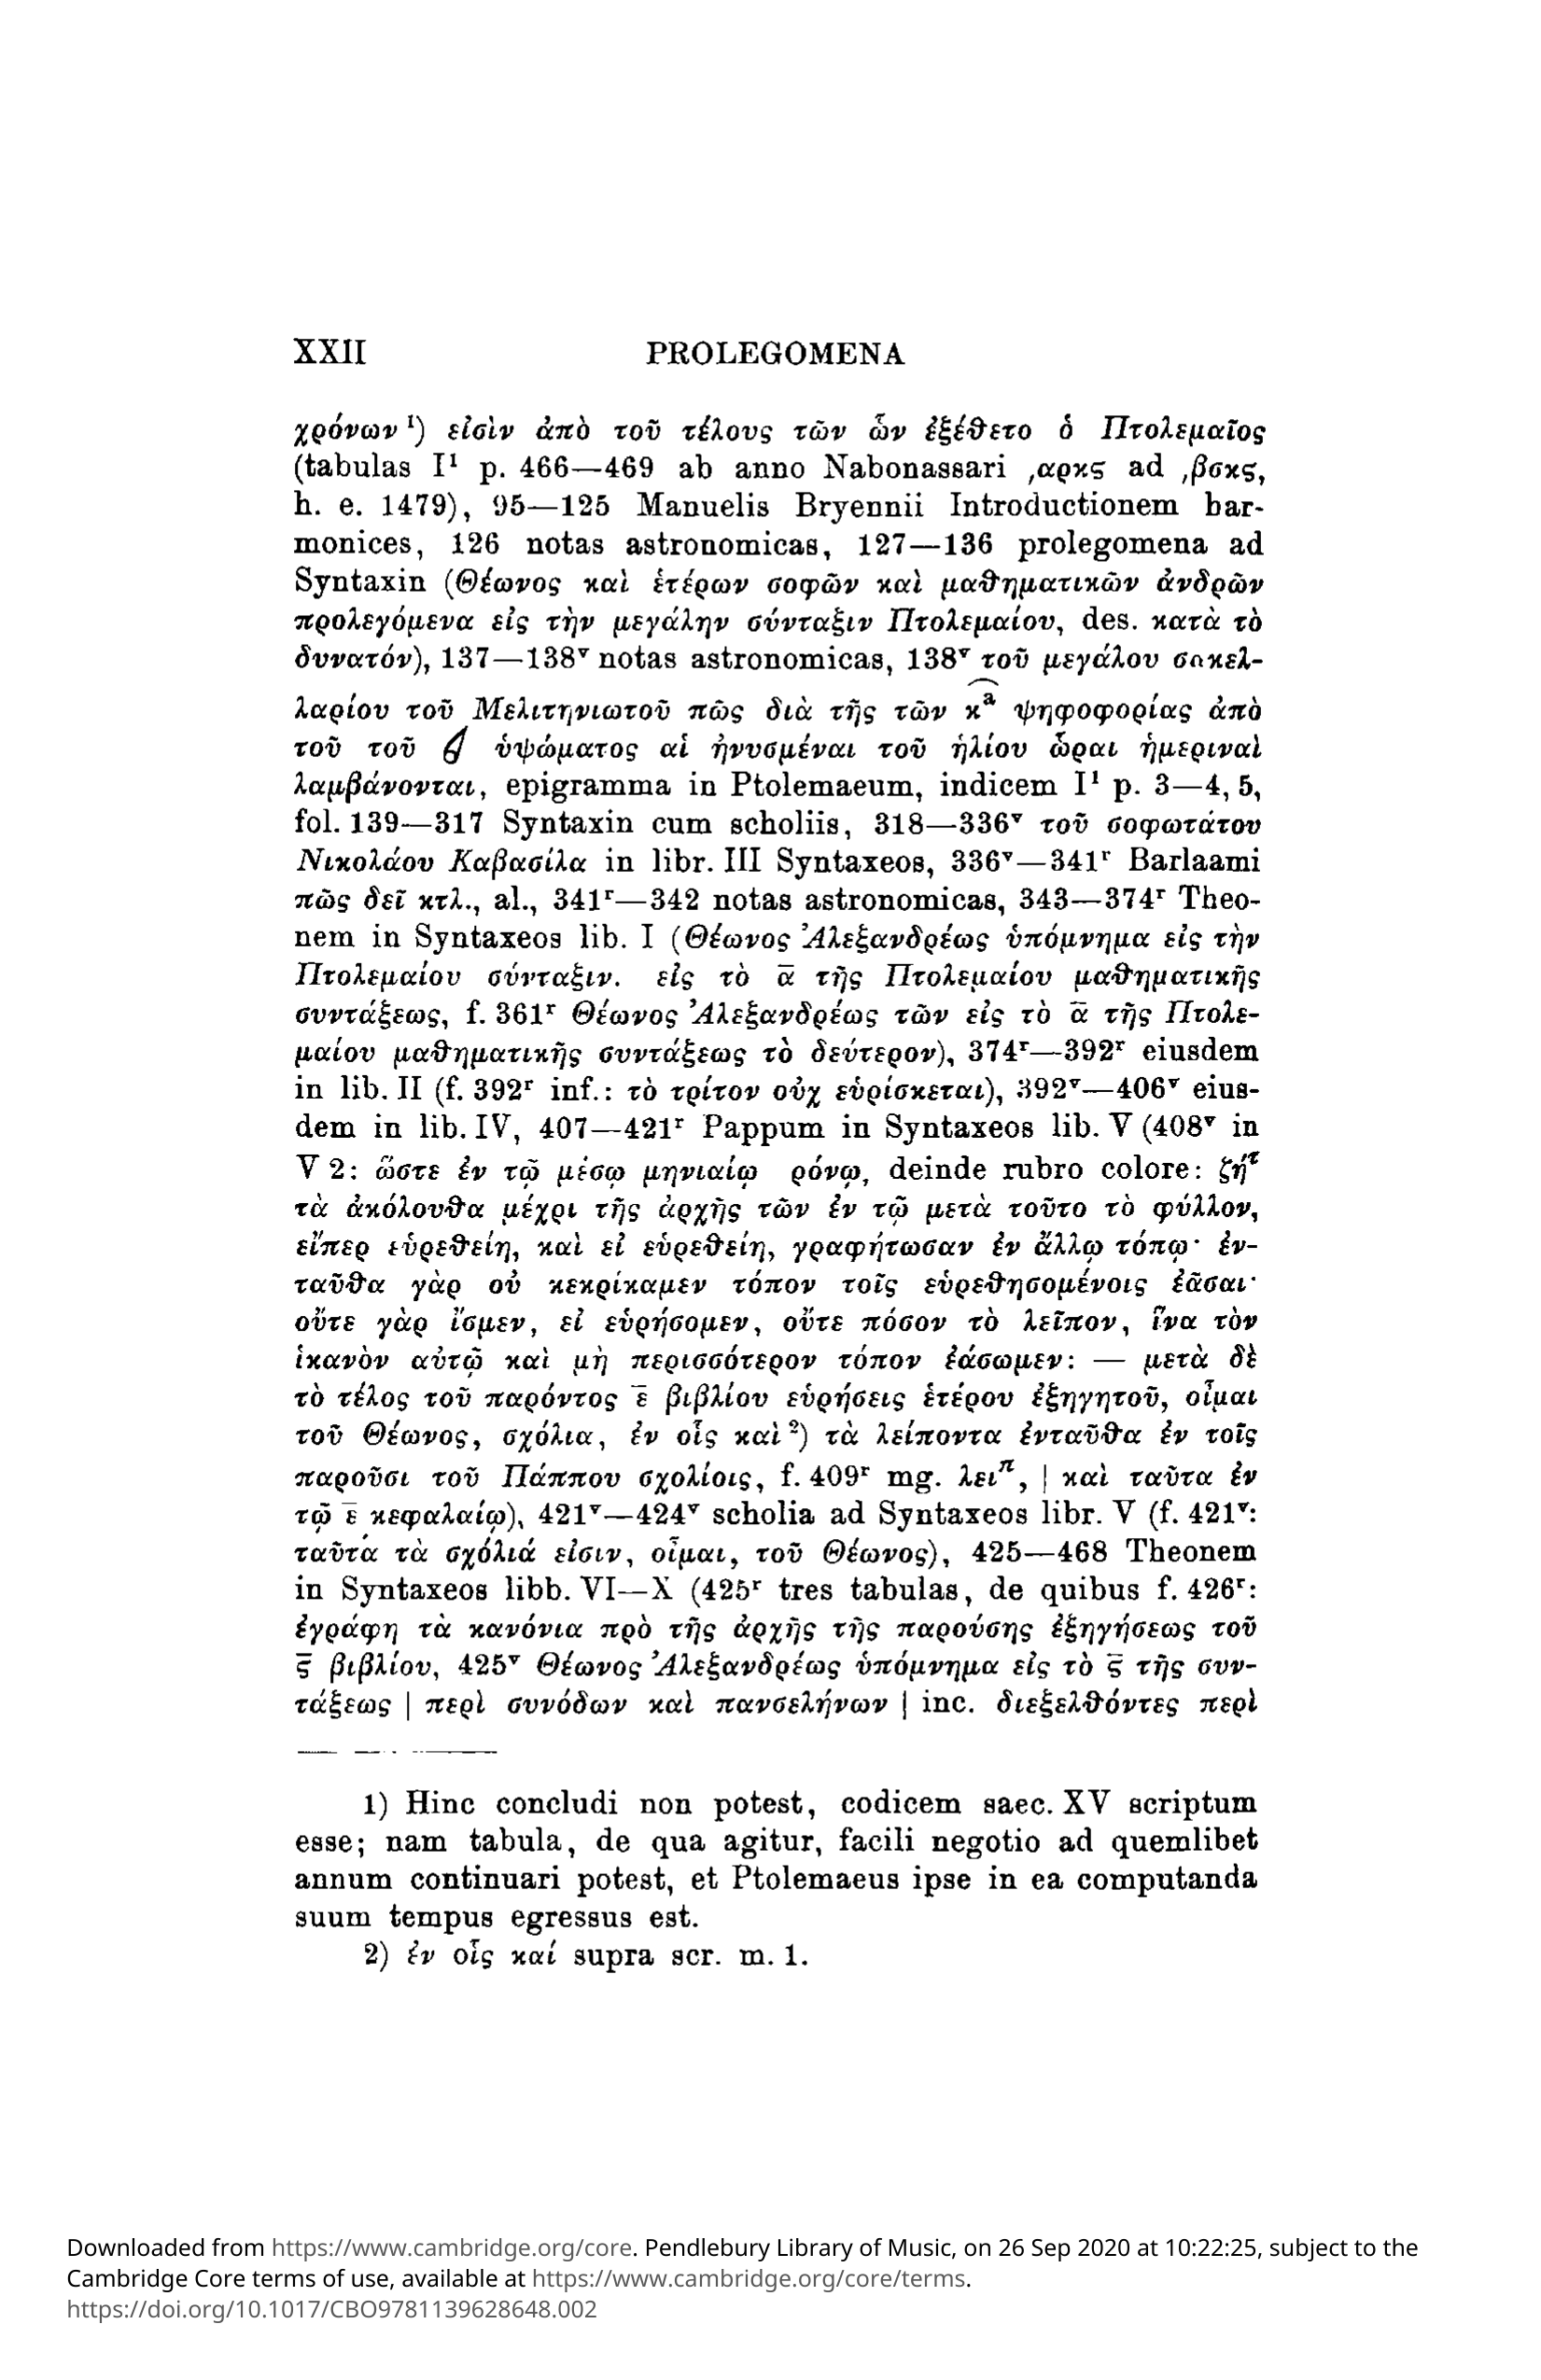 XXII PROLEGOMENA
χρόνων ¹) εἰσὶν ἀπὸ τοῦ τέλους τῶν ὧν ἐξέθετο ὁ Πτολεμαῖος
(tabulas I¹ p. 466—469 ab anno Nabonassari ͵αρκϛ ad ͵βσκϛ,
h. e. 1479), 95—125 Manuelis Bryennii Introductionem har-
monices, 126 notas astronomicas, 127—136 prolegomena ad
Syntaxin (Θέωνος καὶ ἑτέρων σοφῶν καὶ μαθηματικῶν ἀνδρῶν
προλεγόμενα εἰς τὴν μεγάλην σύνταξιν Πτολεμαίου, des. κατὰ τὸ
δυνατόν), 137—138ᵛ notas astronomicas, 138ᵛ τοῦ μεγάλου σακελ-
λαρίου τοῦ Μελιτηνιωτοῦ πῶς διὰ τῆς τῶν κᵃ ψηφοφορίας ἀπὸ
τοῦ τοῦ ὑψώματος αἱ ἠνυσμέναι τοῦ ἡλίου ὧραι ἡμεριναὶ
λαμβάνονται, epigramma in Ptolemaeum, indicem I¹ p. 3—4, 5,
fol. 139—317 Syntaxin cum scholiis, 318—336ᵛ τοῦ σοφωτάτου
Νικολάου Καβασίλα in libr. III Syntaxeos, 336ᵛ—341ʳ Barlaami
πῶς δεῖ κτλ., al., 341ʳ—342 notas astronomicas, 343—374ʳ Theo-
nem in Syntaxeos lib. I (Θέωνος Ἀλεξανδρέως ὑπόμνημα εἰς τὴν
Πτολεμαίου σύνταξιν. εἰς τὸ ᾱ τῆς Πτολεμαίου μαθηματικῆς
συντάξεως, f. 361ʳ Θέωνος Ἀλεξανδρέως τῶν εἰς τὸ ᾱ τῆς Πτολε-
μαίου μαθηματικῆς συντάξεως τὸ δεύτερον), 374ʳ—392ʳ eiusdem
in lib. II (f. 392ʳ inf.: τὸ τρίτον οὐχ εὑρίσκεται), 392ᵛ—406ᵛ eius-
dem in lib. IV, 407—421ʳ Pappum in Syntaxeos lib. V (408ᵛ in
V 2: ὥστε ἐν τῷ μέσῳ μηνιαίῳ ρόνῳ, deinde rubro colore: ζήᵗ
τὰ ἀκόλουθα μέχρι τῆς ἀρχῆς τῶν ἐν τῷ μετὰ τοῦτο τὸ φύλλον,
εἴπερ εὑρεθείη, καὶ εἰ εὑρεθείη, γραφήτωσαν ἐν ἄλλῳ τόπῳ· ἐν-
ταῦθα γὰρ οὐ κεκρίκαμεν τόπον τοῖς εὑρεθησομένοις ἐᾶσαι·
οὔτε γὰρ ἴσμεν, εἰ εὑρήσομεν, οὔτε πόσον τὸ λεῖπον, ἵνα τὸν
ἱκανὸν αὐτῷ καὶ μὴ περισσότερον τόπον ἐάσωμεν: — μετὰ δὲ
τὸ τέλος τοῦ παρόντος ε̄ βιβλίου εὑρήσεις ἑτέρου ἐξηγητοῦ, οἶμαι
τοῦ Θέωνος, σχόλια, ἐν οἷς καὶ ²) τὰ λείποντα ἐνταῦθα ἐν τοῖς
παροῦσι τοῦ Πάππου σχολίοις, f. 409ʳ mg. λειπ, | καὶ ταῦτα ἐν
τῷ ε̄ κεφαλαίῳ), 421ᵛ—424ᵛ scholia ad Syntaxeos libr. V (f. 421ᵛ:
ταῦτα τὰ σχόλιά εἰσιν, οἶμαι, τοῦ Θέωνος), 425—468 Theonem
in Syntaxeos libb. VI—X (425ʳ tres tabulas, de quibus f. 426ʳ:
ἐγράφη τὰ κανόνια πρὸ τῆς ἀρχῆς τῆς παρούσης ἐξηγήσεως τοῦ
ϛ̄ βιβλίου, 425ᵛ Θέωνος Ἀλεξανδρέως ὑπόμνημα εἰς τὸ ϛ̄ τῆς συν-
τάξεως | περὶ συνόδων καὶ πανσελήνων | inc. διεξελθόντες περὶ
1) Hinc concludi non potest, codicem saec. XV scriptum
esse; nam tabula, de qua agitur, facili negotio ad quemlibet
annum continuari potest, et Ptolemaeus ipse in ea computanda
suum tempus egressus est.
2) ἐν οἷς καί supra scr. m. 1.
Downloaded from https://www.cambridge.org/core. Pendlebury Library of Music, on 26 Sep 2020 at 10:22:25, subject to the
Cambridge Core terms of use, available at https://www.cambridge.org/core/terms.
https://doi.org/10.1017/CBO9781139628648.002